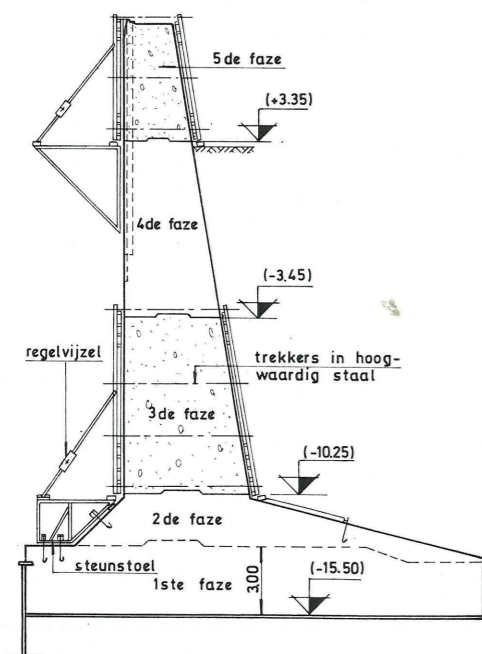 5de faze
(+3.35)
4de faze
(-3.45)
regelvijzel
trekkers in hoog-
waardig staal
3de faze
(-10.25)
2de faze
steunstoel
1ste faze
3.00
(-15.50)